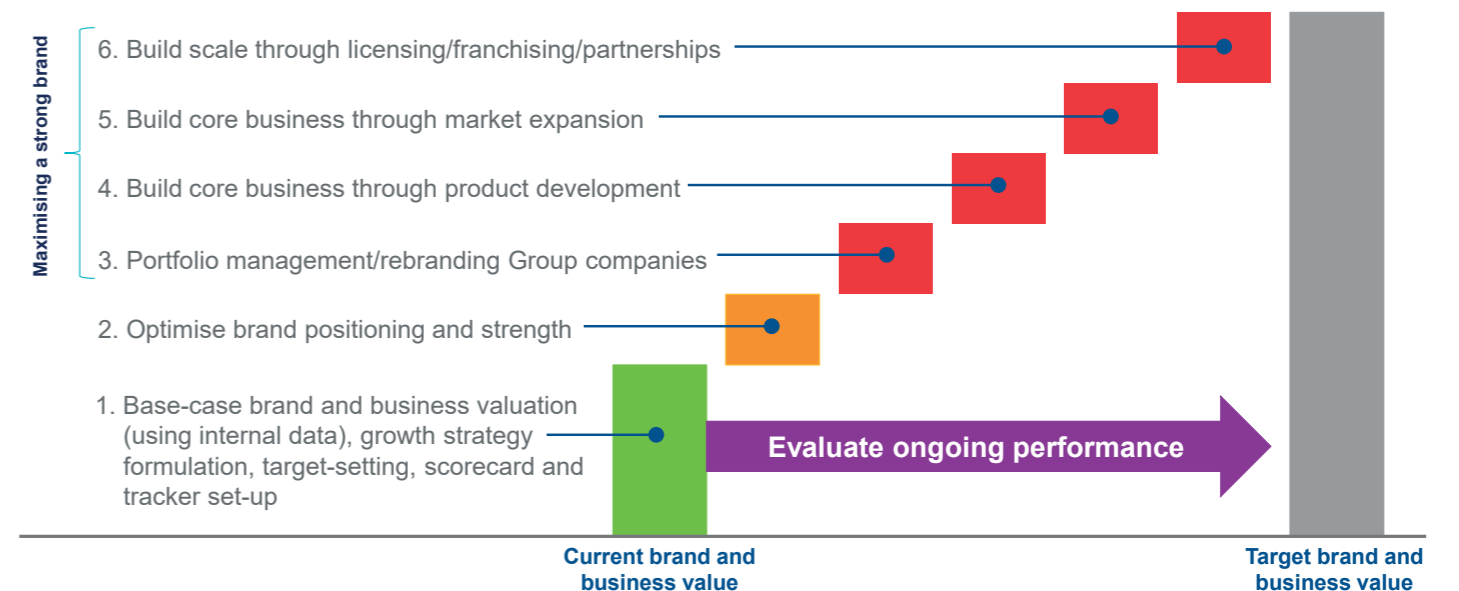 Maximising a strong brand
6. Build scale through licensing/franchising/partnerships
5. Build core business through market expansion
4. Build core business through product development
3. Portfolio management/rebranding Group companies
2. Optimise brand positioning and strength
1. Base-case brand and business valuation
(using internal data), growth strategy
formulation, target-setting, scorecard and
tracker set-up
Evaluate ongoing performance
Current brand and
business value
Target brand and
business value